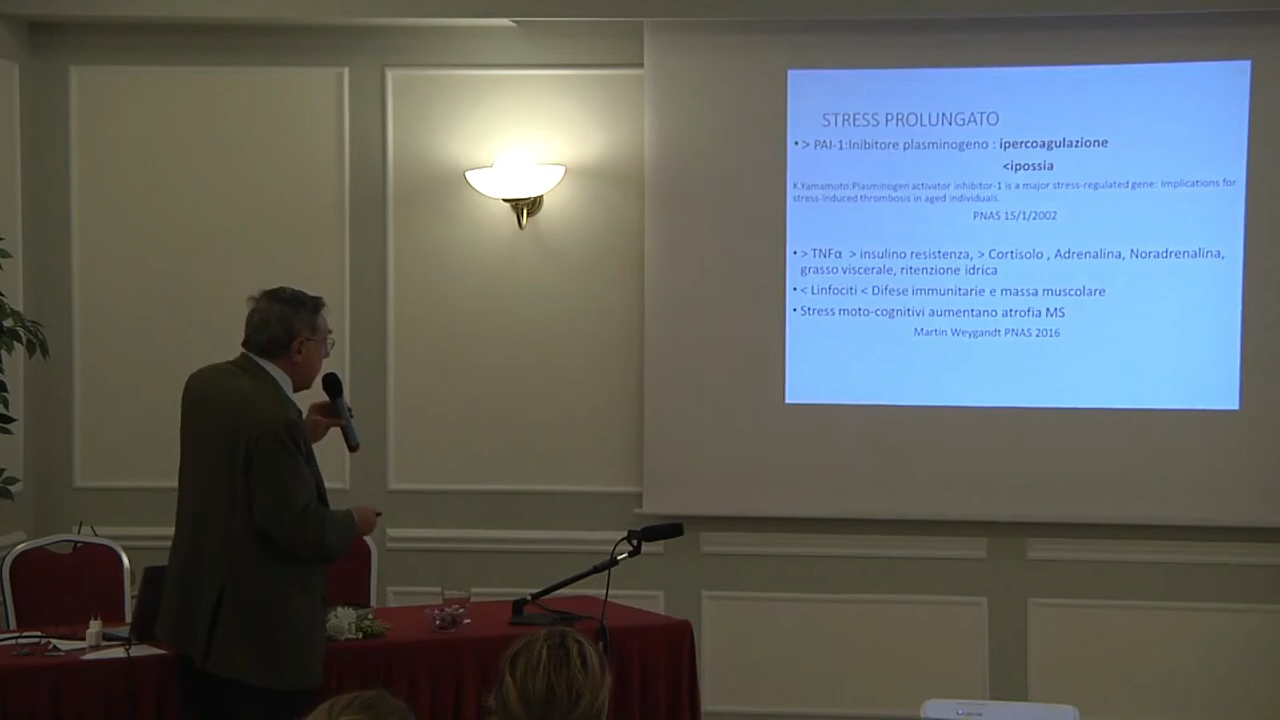 STRESS PROLUNGATO
• > PAI-1:Inibitore plasminogeno : ipercoagulazione
<ipossia
K.Yamamoto:Plasminogen activator inhibitor-1 is a major stress-regulated gene: Implications for
stress-induced thrombosis in aged individuals.
PNAS 15/1/2002
• > TNFα > insulino resistenza, > Cortisolo , Adrenalina, Noradrenalina,
grasso viscerale, ritenzione idrica
• < Linfociti < Difese immunitarie e massa muscolare
• Stress moto-cognitivi aumentano atrofia MS
Martin Weygandt PNAS 2016